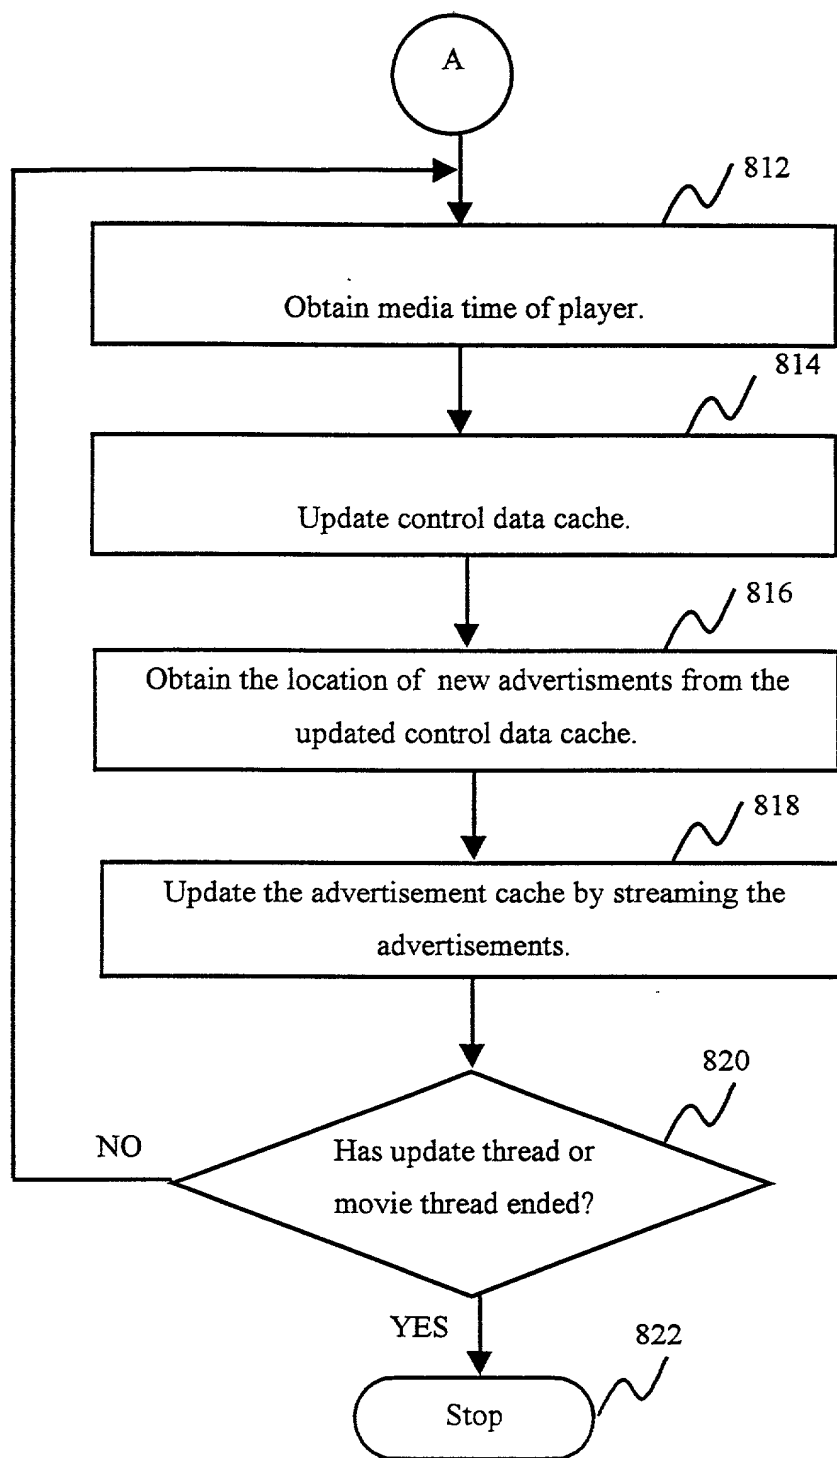 A
812
Obtain media time of player.
814
Update control data cache.
816
Obtain the location of new advertisments from the
updated control data cache.
818
Update the advertisement cache by streaming the
advertisements.
820
NO
Has update thread or
movie thread ended?
YES
822
Stop